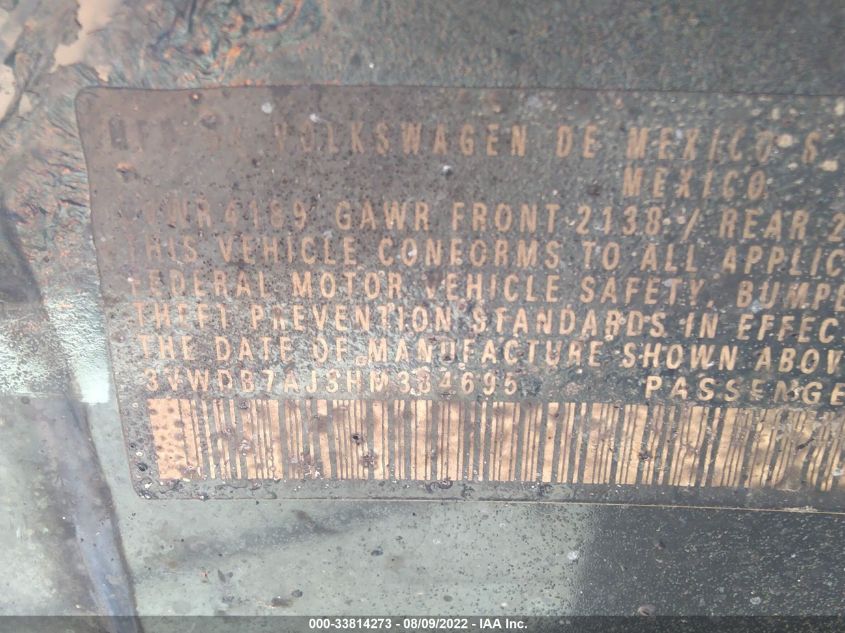 VOLKSWAGEN DE MEXICO S
MEXICO
GVWR 4189 GAWR FRONT 2138 / REAR 2
THIS VEHICLE CONFORMS TO ALL APPLIC
FEDERAL MOTOR VEHICLE SAFETY, BUMPE
THEFT PREVENTION STANDARDS IN EFFEC
THE DATE OF MANUFACTURE SHOWN ABOV
3VWDB7AJ3HM334695 PASSENGE
000-33814273 - 08/09/2022 - IAA Inc.